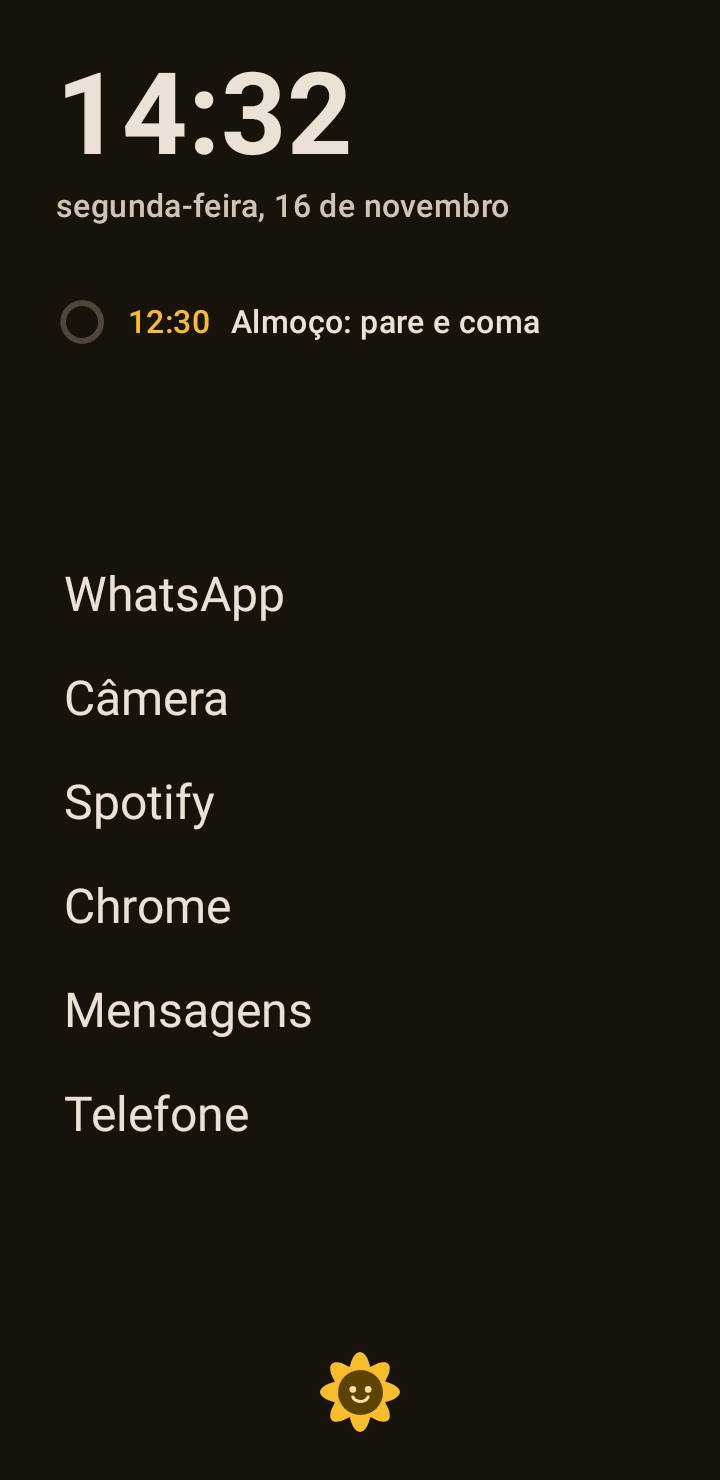 14:32
segunda-feira, 16 de novembro
12:30 Almoço: pare e coma
WhatsApp
Câmera
Spotify
Chrome
Mensagens
Telefone